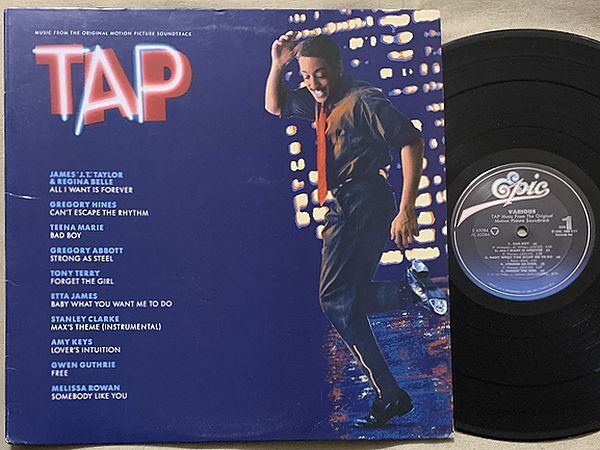 MUSIC FROM THE ORIGINAL MOTION PICTURE SOUNDTRACK
TAP
JAMES "J.T." TAYLOR
& REGINA BELLE
ALL I WANT IS FOREVER
GREGORY HINES
CAN'T ESCAPE THE RHYTHM
TEENA MARIE
BAD BOY
GREGORY ABBOTT
STRONG AS STEEL
TONY TERRY
FORGET THE GIRL
ETTA JAMES
BABY WHAT YOU WANT ME TO DO
STANLEY CLARKE
MAX'S THEME (INSTRUMENTAL)
AMY KEYS
LOVER'S INTUITION
GWEN GUTHRIE
FREE
MELISSA ROWAN
SOMEBODY LIKE YOU
Epic
VARIOUS
TAP Music From The Original
Motion Picture Soundtrack
1